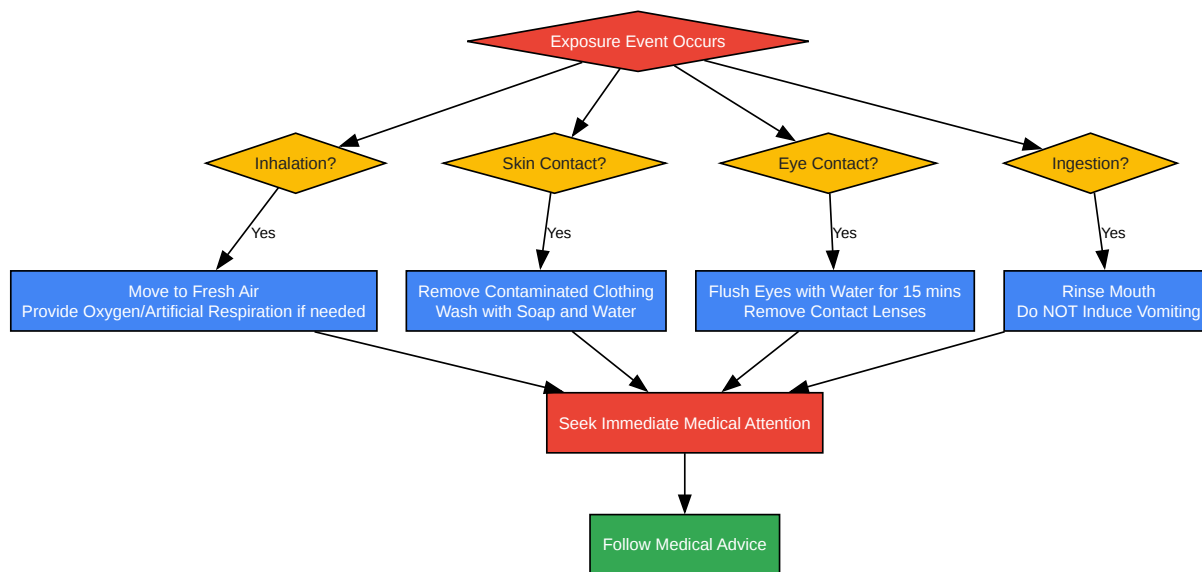 Exposure Event Occurs
Inhalation?
Skin Contact?
Eye Contact?
Ingestion?
Yes
Yes
Yes
Yes
Move to Fresh Air
Provide Oxygen/Artificial Respiration if needed
Remove Contaminated Clothing
Wash with Soap and Water
Flush Eyes with Water for 15 mins
Remove Contact Lenses
Rinse Mouth
Do NOT Induce Vomiting
Seek Immediate Medical Attention
Follow Medical Advice